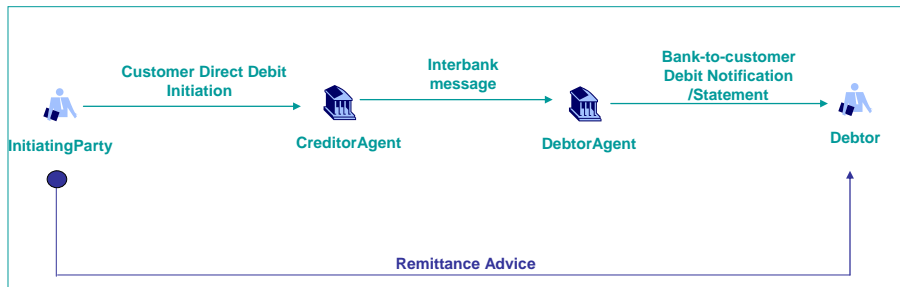 Customer Direct Debit
Initiation
Interbank
message
Bank-to-customer
Debit Notification
/Statement
InitiatingParty
CreditorAgent
DebtorAgent
Debtor
Remittance Advice